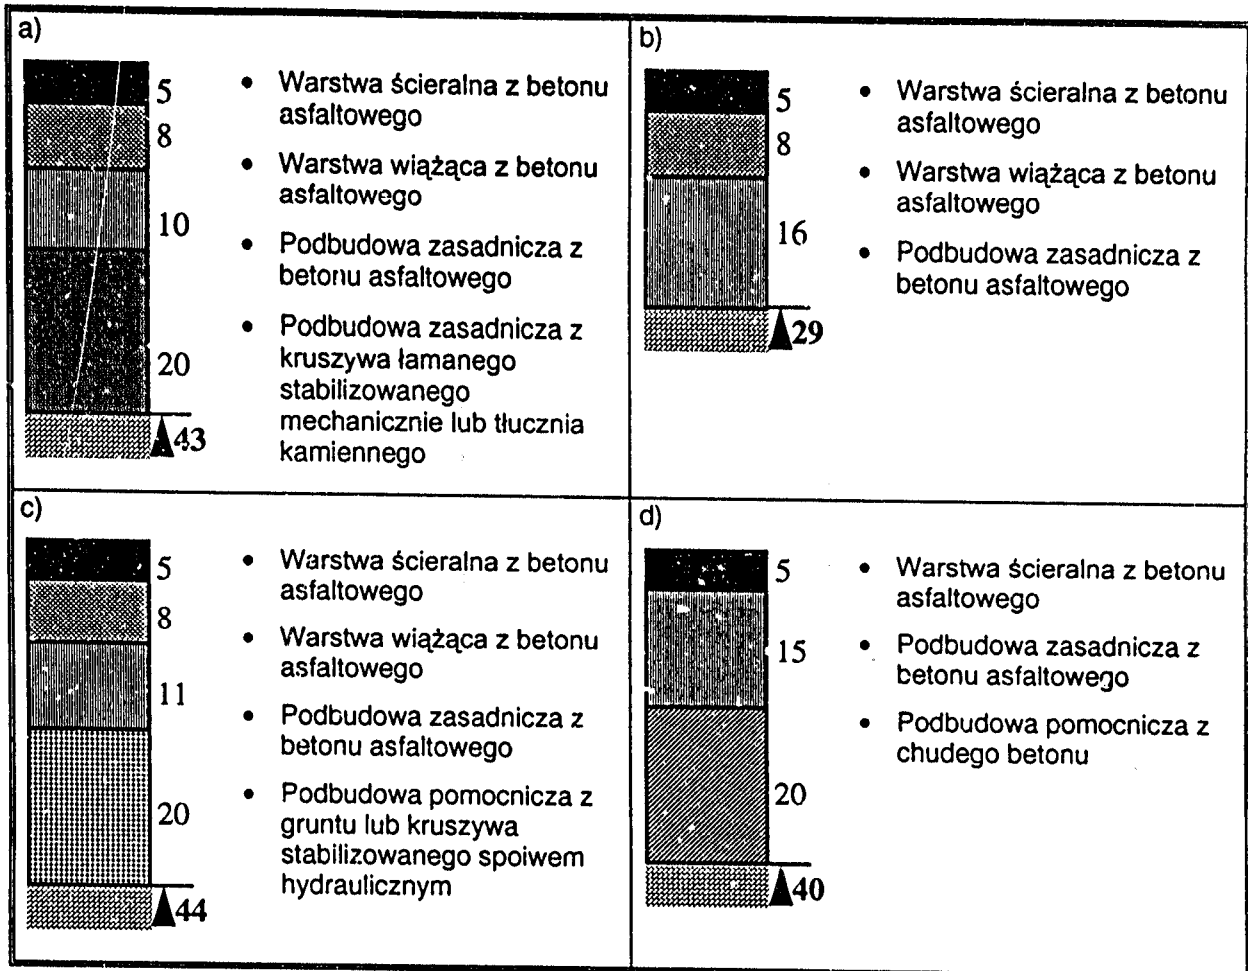 a)
5
8
10
20
43
• Warstwa ścieralna z betonu
asfaltowego
• Warstwa wiążąca z betonu
asfaltowego
• Podbudowa zasadnicza z
betonu asfaltowego
• Podbudowa zasadnicza z
kruszywa łamanego
stabilizowanego
mechanicznie lub tłucznia
kamiennego
b)
5
8
16
29
• Warstwa ścieralna z betonu
asfaltowego
• Warstwa wiążąca z betonu
asfaltowego
• Podbudowa zasadnicza z
betonu asfaltowego
c)
5
8
11
20
44
• Warstwa ścieralna z betonu
asfaltowego
• Warstwa wiążąca z betonu
asfaltowego
• Podbudowa zasadnicza z
betonu asfaltowego
• Podbudowa pomocnicza z
gruntu lub kruszywa
stabilizowanego spoiwem
hydraulicznym
d)
5
15
20
40
• Warstwa ścieralna z betonu
asfaltowego
• Podbudowa zasadnicza z
betonu asfaltowego
• Podbudowa pomocnicza z
chudego betonu